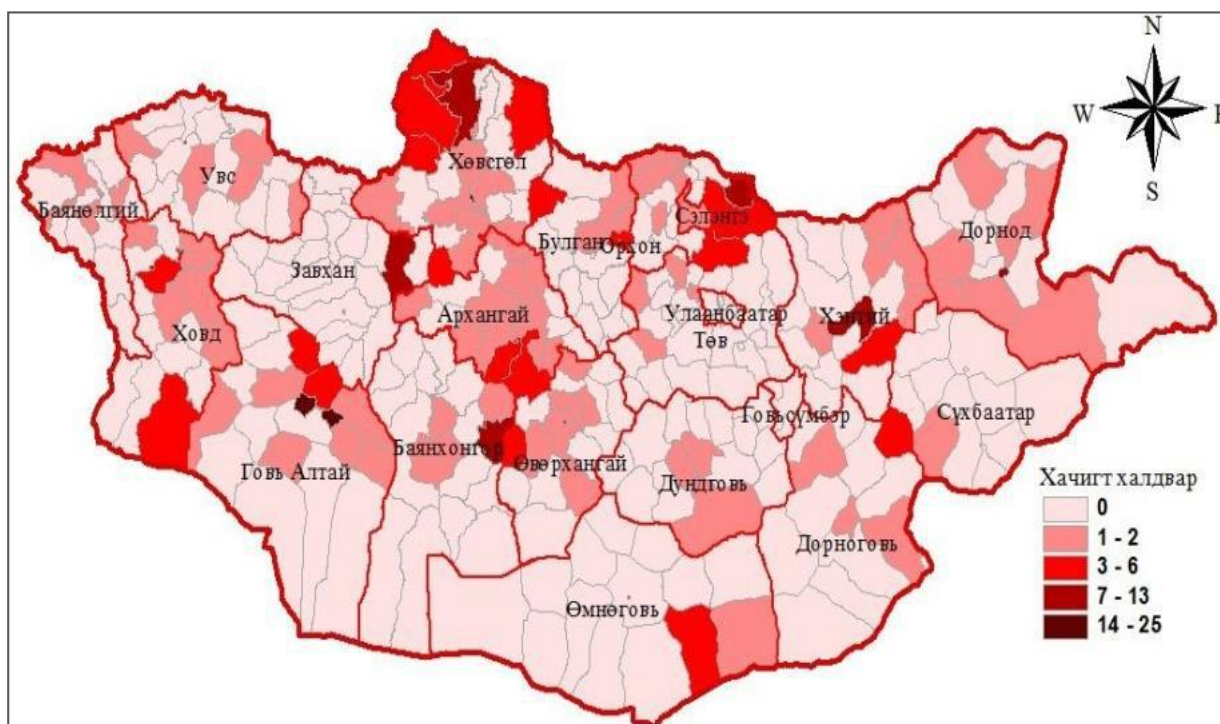 N
W
E
S
Хөвсгөл
Увс
Баянөлгий
Сэлэнгэ
Дорнод
Булган
Орхон
Завхан
Архангай
Улаанбаатар
Хэнтий
Ховд
Төв
Говьсүмбэр
Сүхбаатар
Баянхонгор
Говь Алтай
Өвөрхангай
Дундговь
Дорноговь
Өмнөговь
Хачигт халдвар
0
1 - 2
3 - 6
7 - 13
14 - 25